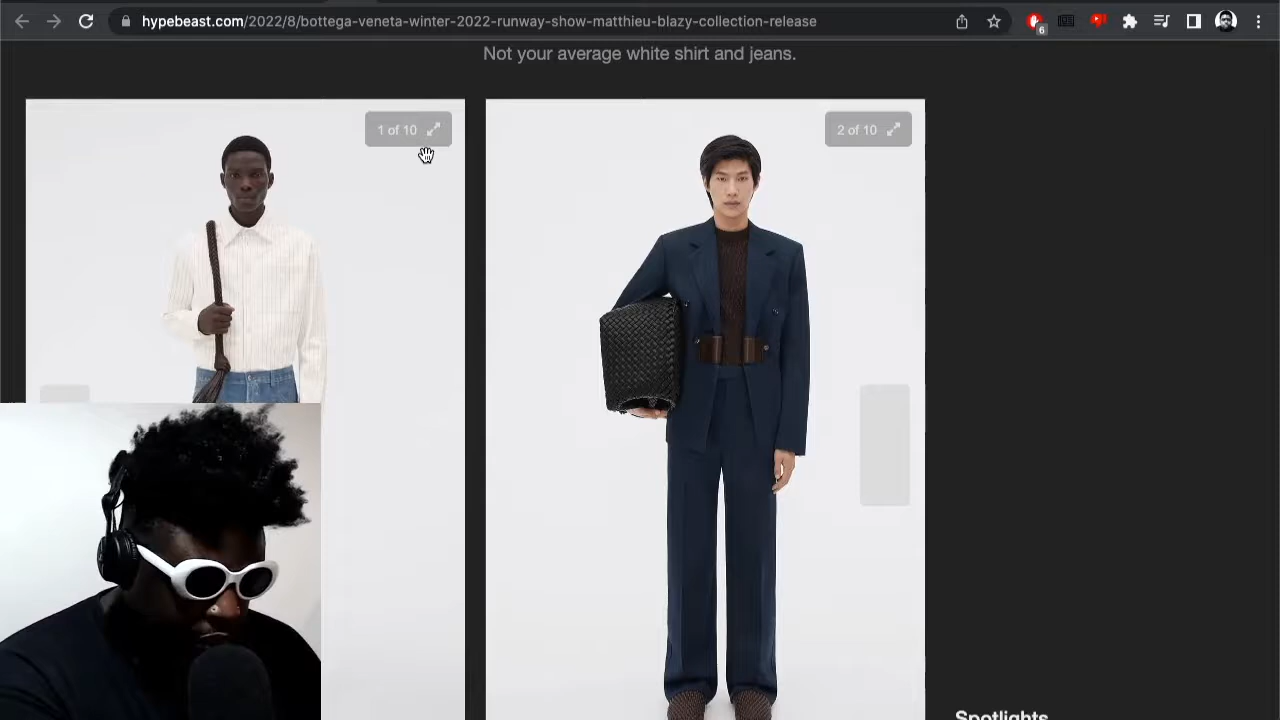 hypebeast.com/2022/8/bottega-veneta-winter-2022-runway-show-matthieu-blazy-collection-release
6
Not your average white shirt and jeans.
1 of 10
2 of 10
Spotlights